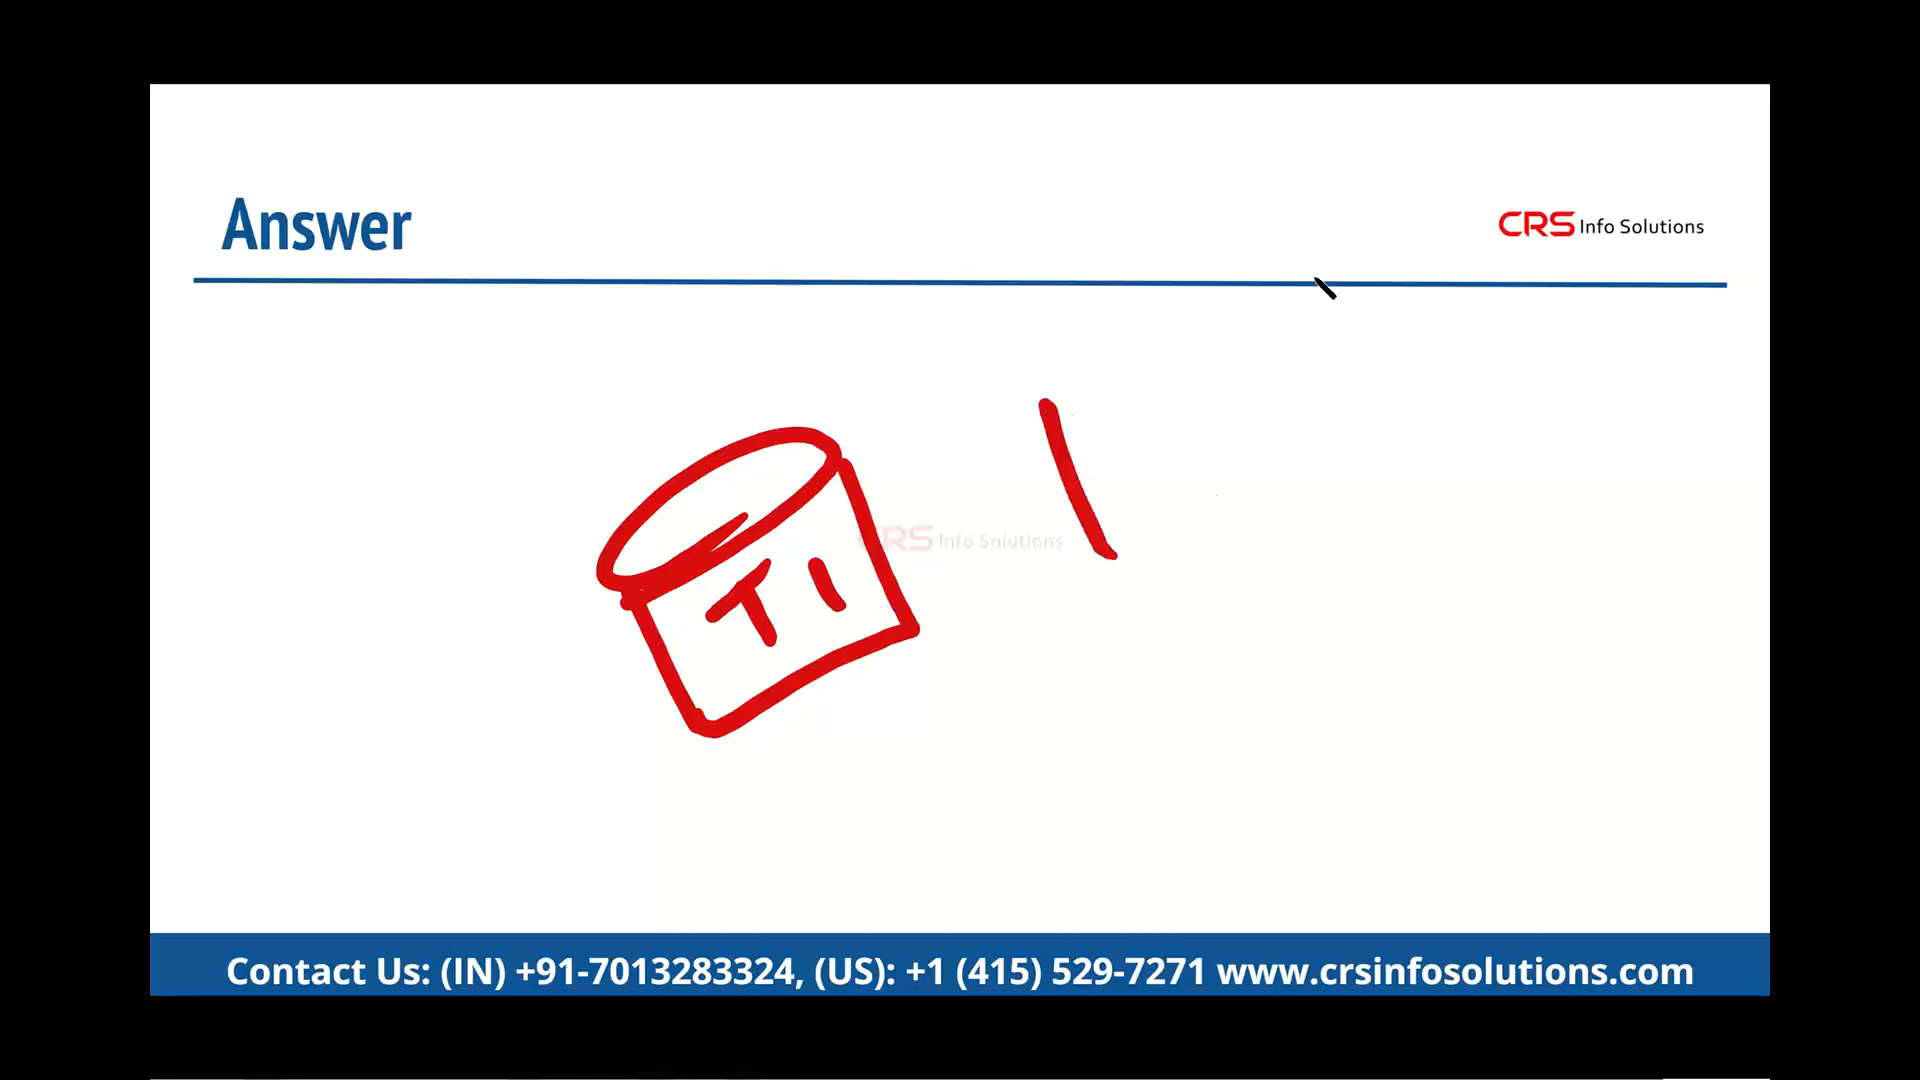 Answer
CRS Info Solutions
CRS Info Solutions
T1
Contact Us: (IN) +91-7013283324, (US): +1 (415) 529-7271 www.crsinfosolutions.com